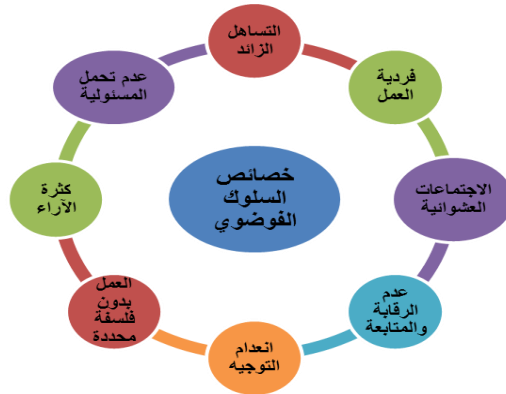 خصائص
السلوك
الفوضوي
التساهل
الزائد
فردية
العمل
الاجتماعات
العشوائية
عدم
الرقابة
والمتابعة
انعدام
التوجيه
العمل
بدون
فلسفة
محددة
كثرة
الآراء
عدم تحمل
المسئولية